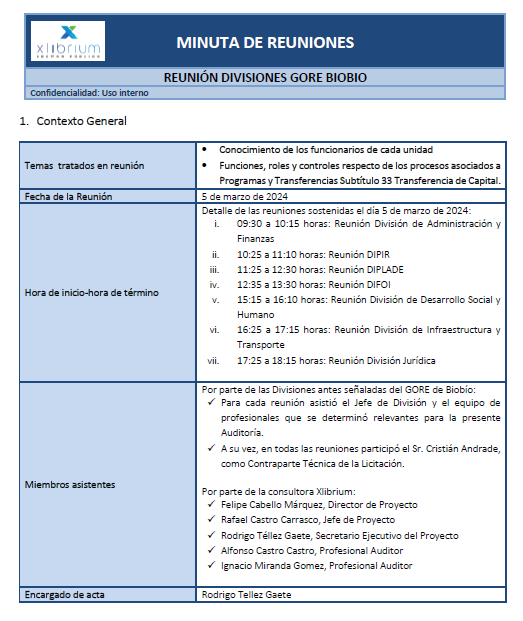 xlibrium
MINUTA DE REUNIONES
REUNIÓN DIVISIONES GORE BIOBIO
Confidencialidad: Uso interno
1. Contexto General
Temas tratados en reunión
• Conocimiento de los funcionarios de cada unidad
• Funciones, roles y controles respecto de los procesos asociados a
Programas y Transferencias Subtítulo 33 Transferencia de Capital.
Fecha de la Reunión
5 de marzo de 2024
Hora de inicio-hora de término
Detalle de las reuniones sostenidas el día 5 de marzo de 2024:
i. 09:30 a 10:15 horas: Reunión División de Administración y
Finanzas
ii. 10:25 a 11:10 horas: Reunión DIPIR
iii. 11:25 a 12:30 horas: Reunión DIPLADE
iv. 12:35 a 13:30 horas: Reunión DIFOI
v. 15:15 a 16:10 horas: Reunión División de Desarrollo Social y
Humano
vi. 16:25 a 17:15 horas: Reunión División de Infraestructura y
Transporte
vii. 17:25 a 18:15 horas: Reunión División Jurídica
Miembros asistentes
Por parte de las Divisiones antes señaladas del GORE de Biobío:
✓ Para cada reunión asistió el Jefe de División y el equipo de
profesionales que se determinó relevantes para la presente
Auditoría.
✓ A su vez, en todas las reuniones participó el Sr. Cristián Andrade,
como Contraparte Técnica de la Licitación.
Por parte de la consultora Xlibrium:
✓ Felipe Cabello Márquez, Director de Proyecto
✓ Rafael Castro Carrasco, Jefe de Proyecto
✓ Rodrigo Téllez Gaete, Secretario Ejecutivo del Proyecto
✓ Alfonso Castro Castro, Profesional Auditor
✓ Ignacio Miranda Gomez, Profesional Auditor
Encargado de acta
Rodrigo Tellez Gaete